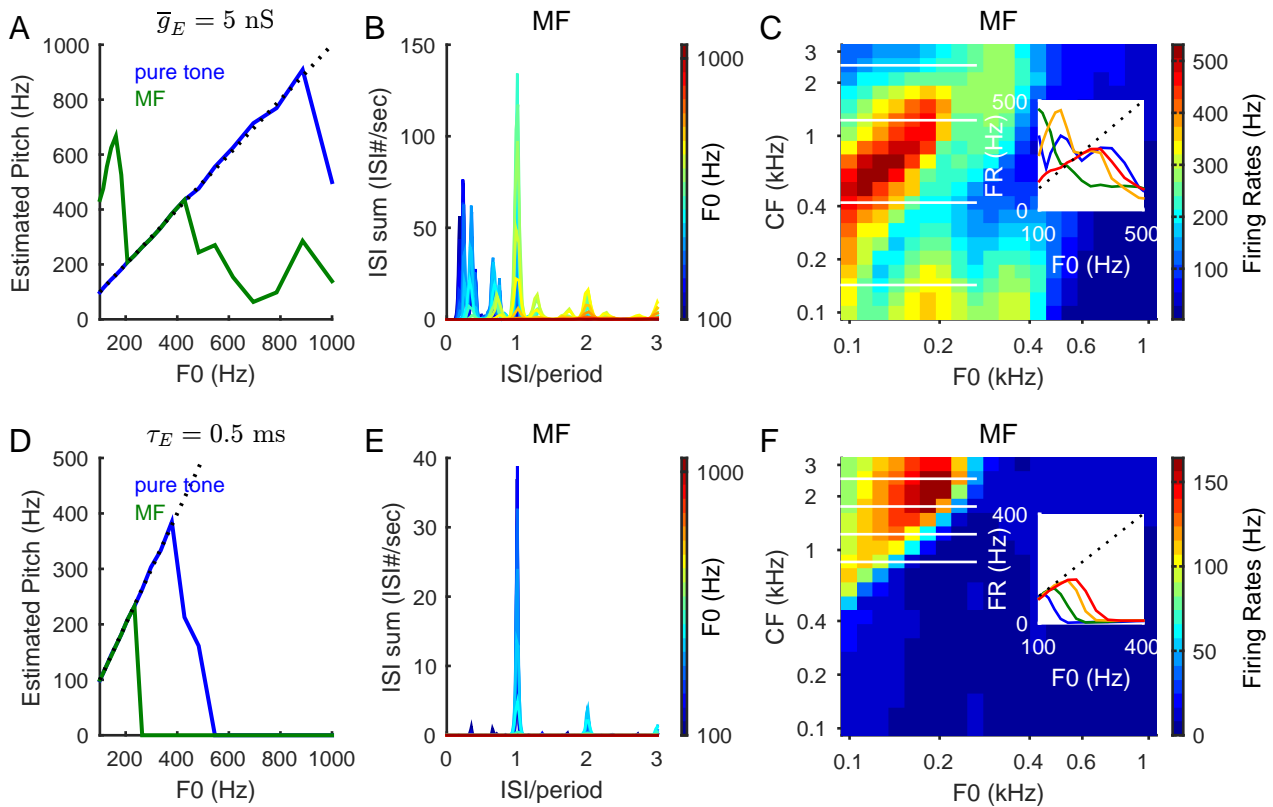 A
g̅_E = 5 nS
1000
800
600
400
200
0
Estimated Pitch (Hz)
pure tone
MF
200 400 600 800 1000
F0 (Hz)
B
MF
150
100
50
0
ISI sum (ISI#/sec)
0 1 2 3
ISI/period
1000
100
F0 (Hz)
C
MF
3
2
1
0.4
0.2
0.1
CF (kHz)
0.1 0.2 0.4 0.6 1
F0 (kHz)
500
0
FR (Hz)
100 500
F0 (Hz)
500
400
300
200
100
Firing Rates (Hz)
D
τ_E = 0.5 ms
500
400
300
200
100
0
Estimated Pitch (Hz)
pure tone
MF
200 400 600 800 1000
F0 (Hz)
E
MF
40
30
20
10
0
ISI sum (ISI#/sec)
0 1 2 3
ISI/period
1000
100
F0 (Hz)
F
MF
3
2
1
0.4
0.2
0.1
CF (kHz)
0.1 0.2 0.4 0.6 1
F0 (kHz)
400
0
FR (Hz)
100 400
F0 (Hz)
150
100
50
0
Firing Rates (Hz)